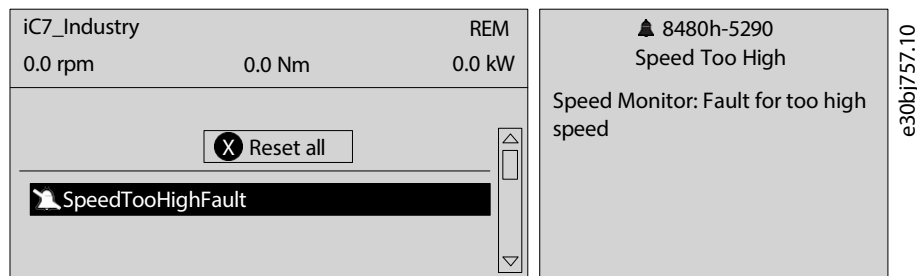 iC7_Industry REM
0.0 rpm 0.0 Nm 0.0 kW
X Reset all
SpeedTooHighFault
8480h-5290
Speed Too High
Speed Monitor: Fault for too high
speed
e30bj757.10